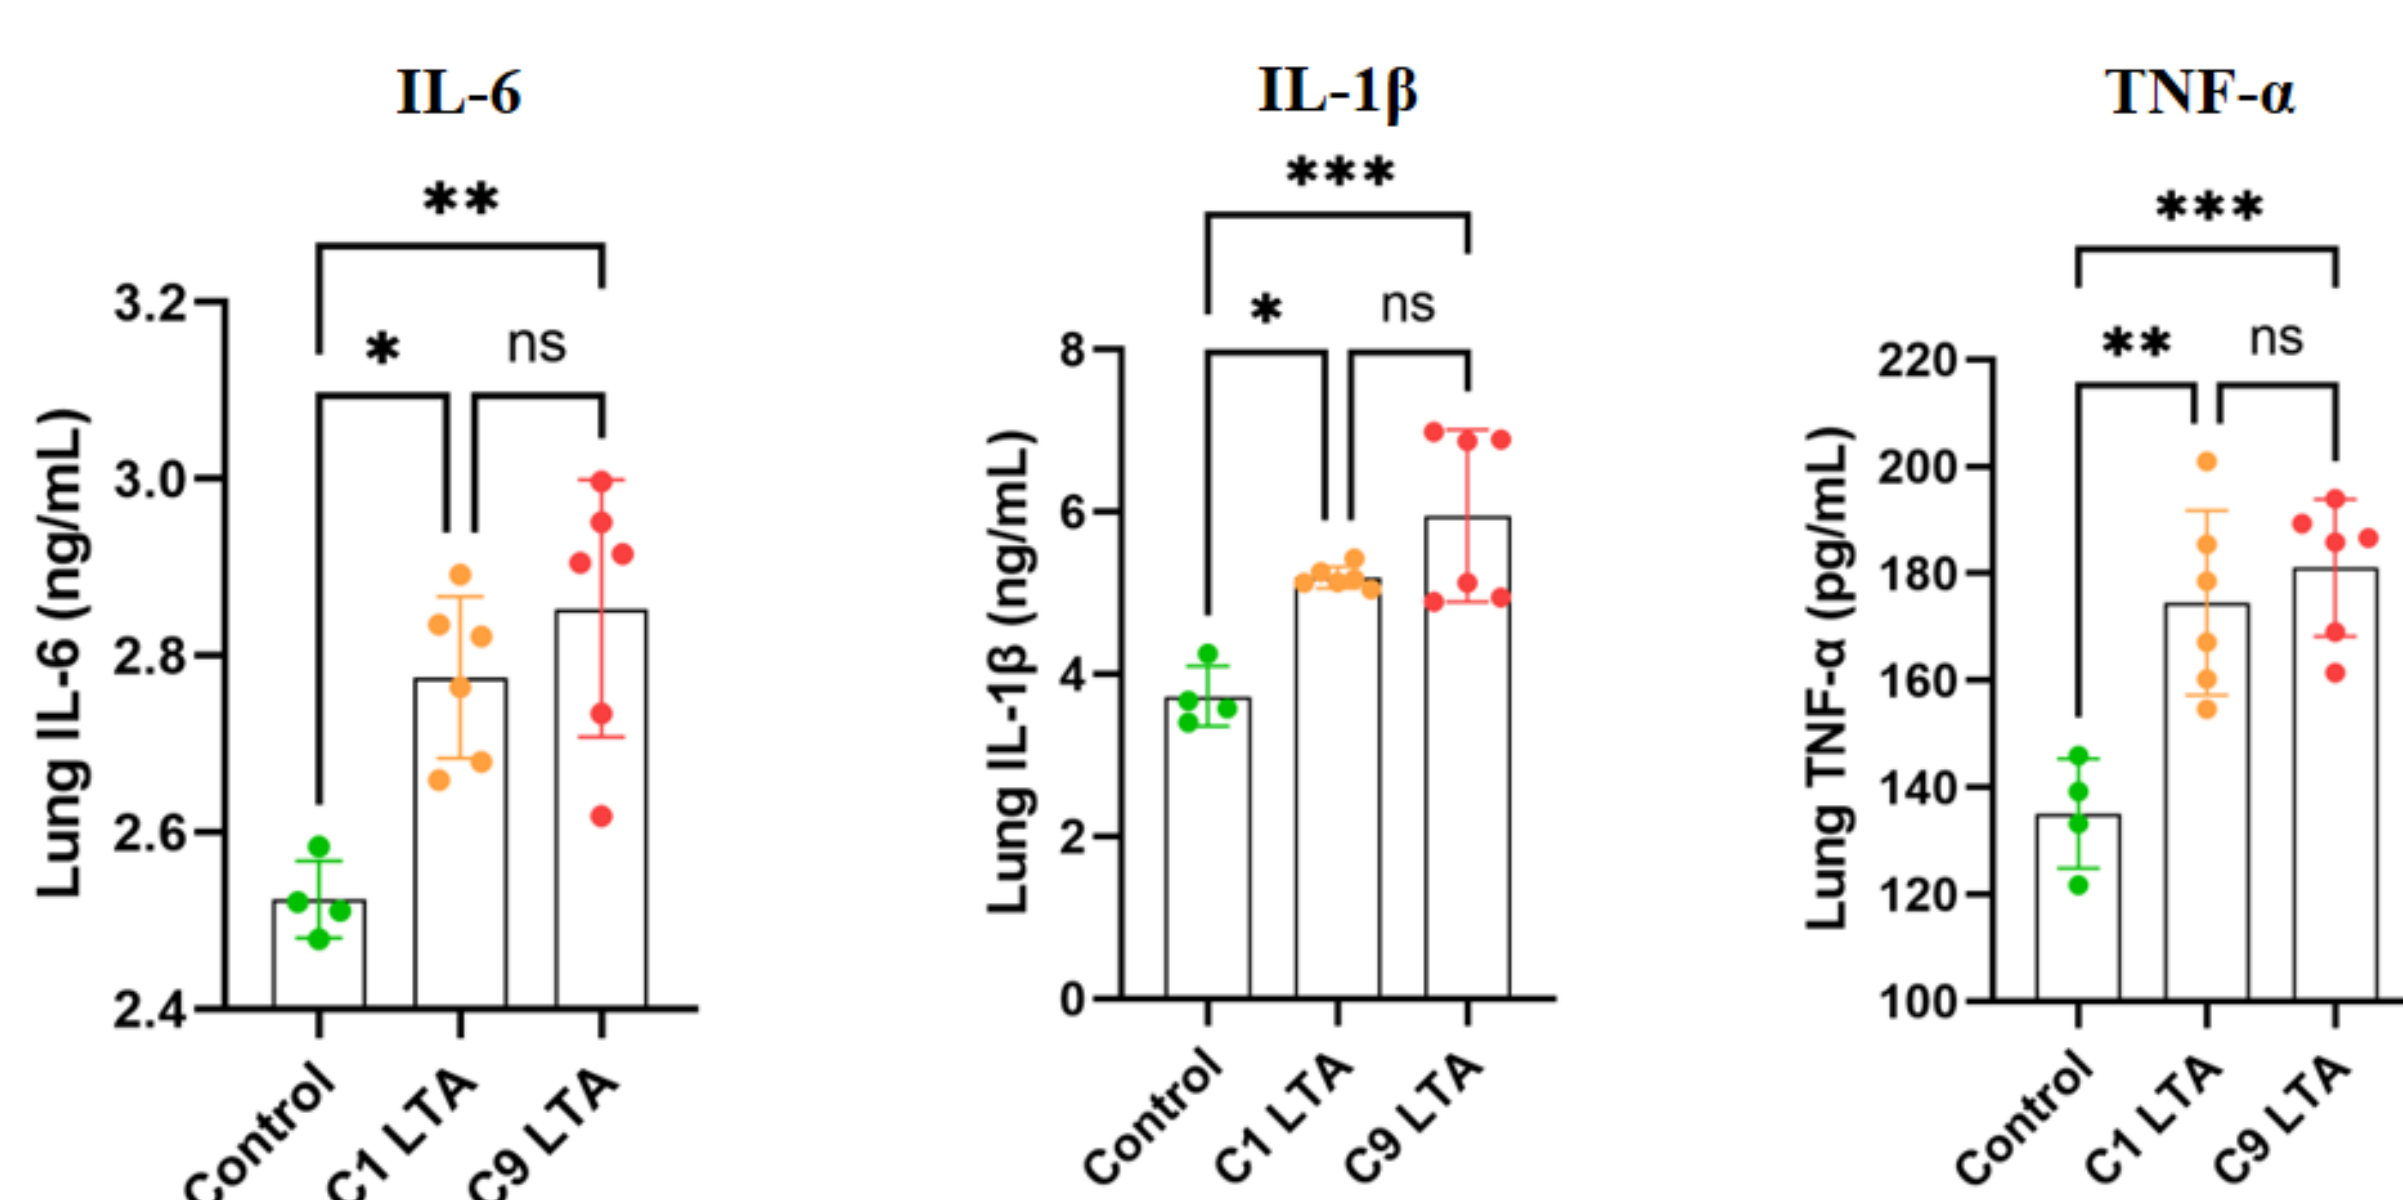 IL-6
**
* ns
3.2
3.0
2.8
2.6
2.4
Lung IL-6 (ng/mL)
Control
C1 LTA
C9 LTA
IL-1β
***
* ns
8
6
4
2
0
Lung IL-1β (ng/mL)
Control
C1 LTA
C9 LTA
TNF-α
***
** ns
220
200
180
160
140
120
100
Lung TNF-α (pg/mL)
Control
C1 LTA
C9 LTA